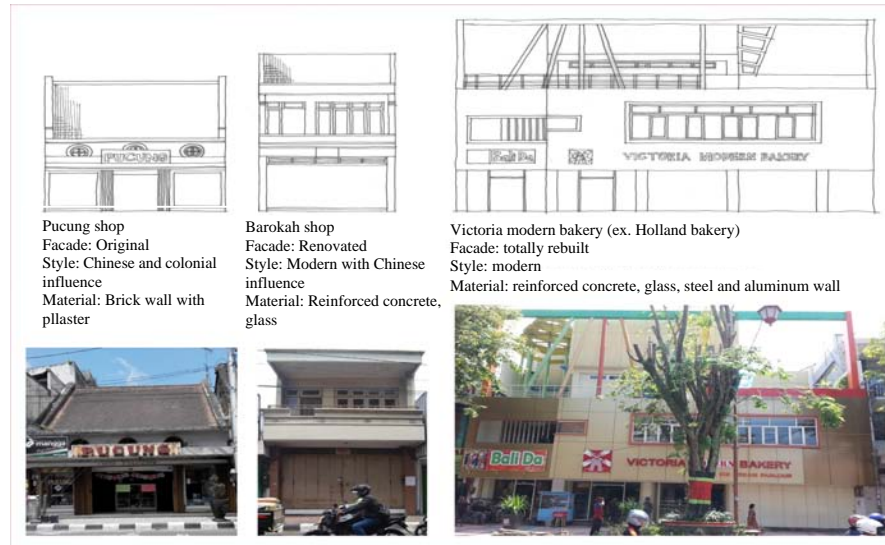 PUCUNG
Bali Da
VICTORIA MODERN BAKERY
Pucung shop
Facade: Original
Style: Chinese and colonial
influence
Material: Brick wall with
pllaster
Barokah shop
Facade: Renovated
Style: Modern with Chinese
influence
Material: Reinforced concrete,
glass
Victoria modern bakery (ex. Holland bakery)
Facade: totally rebuilt
Style: modern
Material: reinforced concrete, glass, steel and aluminum wall
mangga
PUCUNG
Bali Da
VICTORIA RN BAKERY